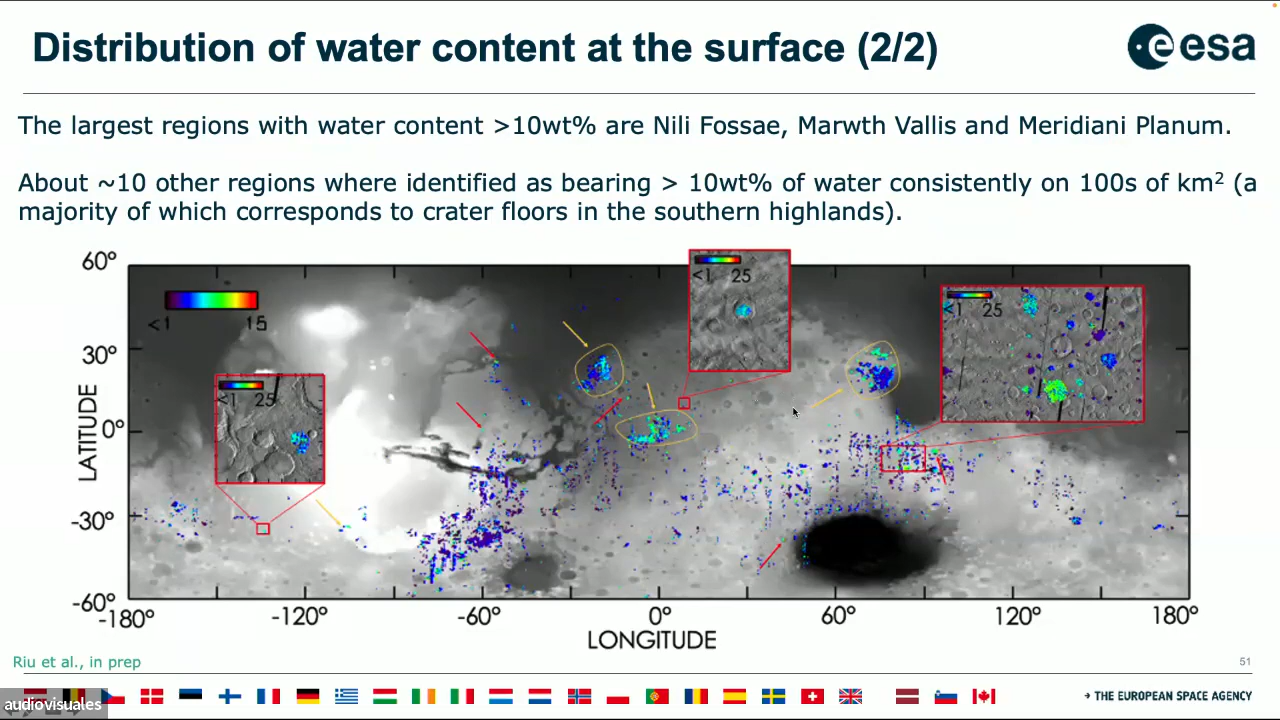 Distribution of water content at the surface (2/2)
esa
The largest regions with water content >10wt% are Nili Fossae, Marwth Vallis and Meridiani Planum.
About ~10 other regions where identified as bearing > 10wt% of water consistently on 100s of km² (a
majority of which corresponds to crater floors in the southern highlands).
60°
30°
0°
-30°
-60°
LATITUDE
<1 15
<1 25
<1 25
<1 25
-180° -120° -60° 0° 60° 120° 180°
LONGITUDE
Riu et al., in prep
51
audiovisuales
→ THE EUROPEAN SPACE AGENCY